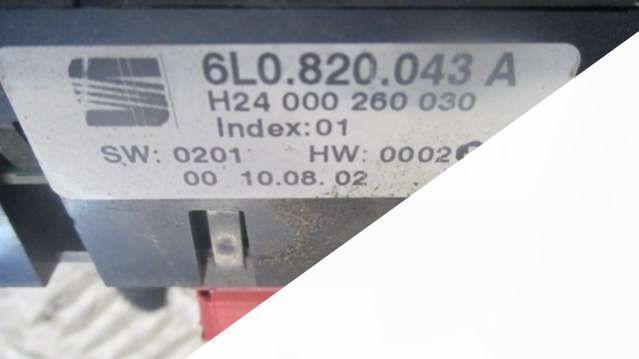 6L0.820.043 A
H24 000 260 030
Index:01
SW: 0201 HW: 0002
00 10.08.02